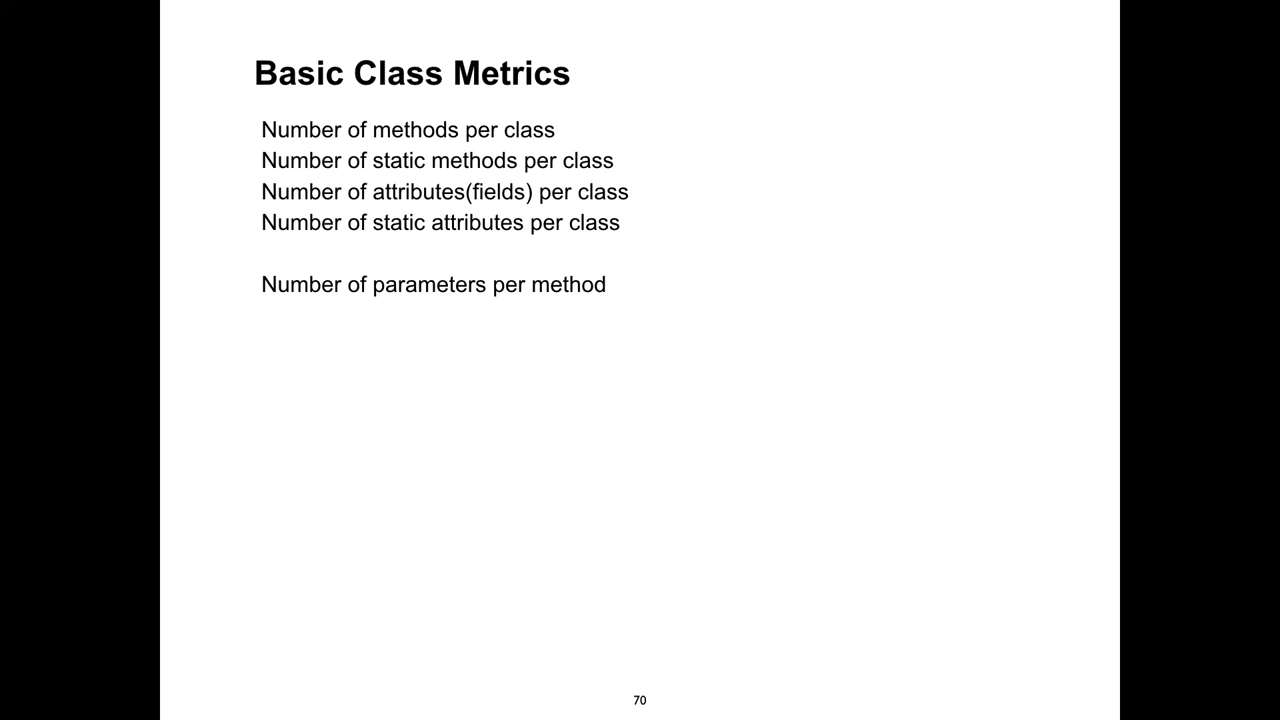 Basic Class Metrics
Number of methods per class
Number of static methods per class
Number of attributes(fields) per class
Number of static attributes per class
Number of parameters per method
70